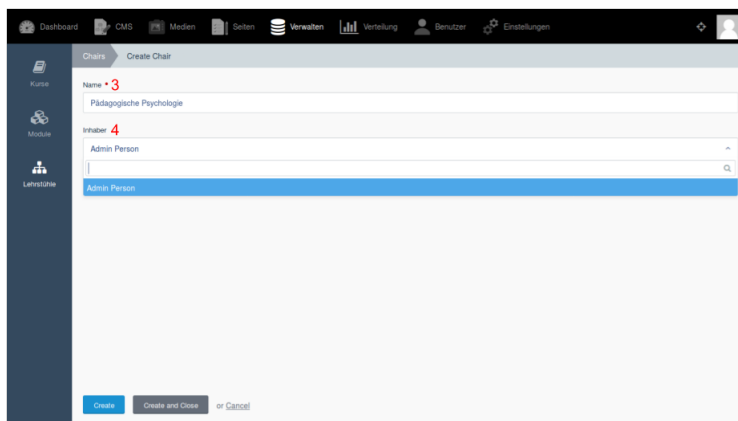 Dashboard CMS Medien Seiten Verwalten Verteilung Benutzer Einstellungen
Chairs Create Chair
Kurse
Module
Lehrstühle
Name * 3
Pädagogische Psychologie
Inhaber 4
Admin Person
Admin Person
Create Create and Close or Cancel